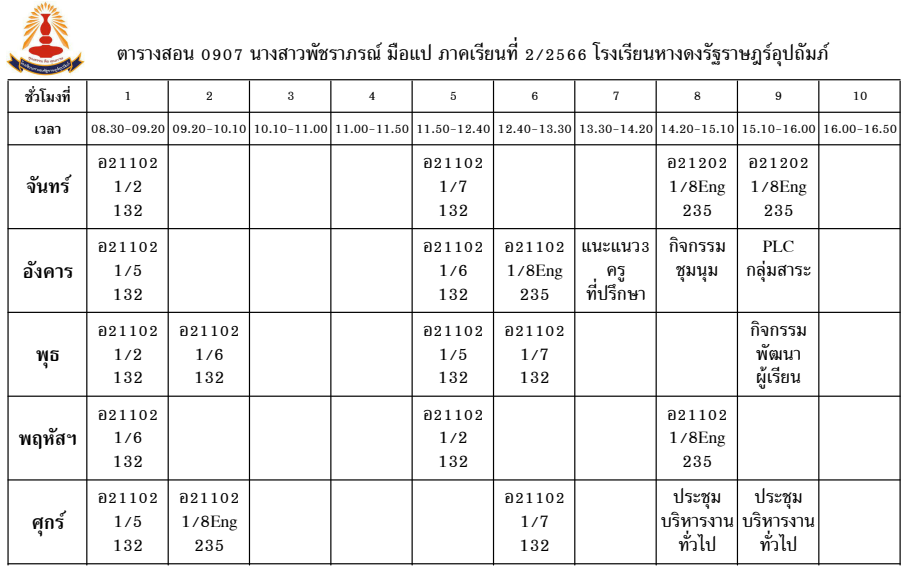 ตารางสอน 0907 นางสาวพัชราภรณ์ มือแป ภาคเรียนที่ 2/2566 โรงเรียนหางดงรัฐราษฎร์อุปถัมภ์
ชั่วโมงที่ 1 2 3 4 5 6 7 8 9 10
เวลา 08.30-09.20 09.20-10.10 10.10-11.00 11.00-11.50 11.50-12.40 12.40-13.30 13.30-14.20 14.20-15.10 15.10-16.00 16.00-16.50
อ21102 อ21102 อ21202 อ21202
จันทร์ 1/2 1/7 1/8Eng 1/8Eng
132 132 235 235
อ21102 อ21102 อ21102 แนะแนว3 กิจกรรม PLC
อังคาร 1/5 1/6 1/8Eng ครู ชุมนุม กลุ่มสาระ
132 132 235 ที่ปรึกษา
อ21102 อ21102 อ21102 อ21102 กิจกรรม
พุธ 1/2 1/6 1/5 1/7 พัฒนา
132 132 132 132 ผู้เรียน
อ21102 อ21102 อ21102
พฤหัสฯ 1/6 1/2 1/8Eng
132 132 235
อ21102 อ21102 อ21102 ประชุม ประชุม
ศุกร์ 1/5 1/8Eng 1/7 บริหารงาน บริหารงาน
132 235 132 ทั่วไป ทั่วไป